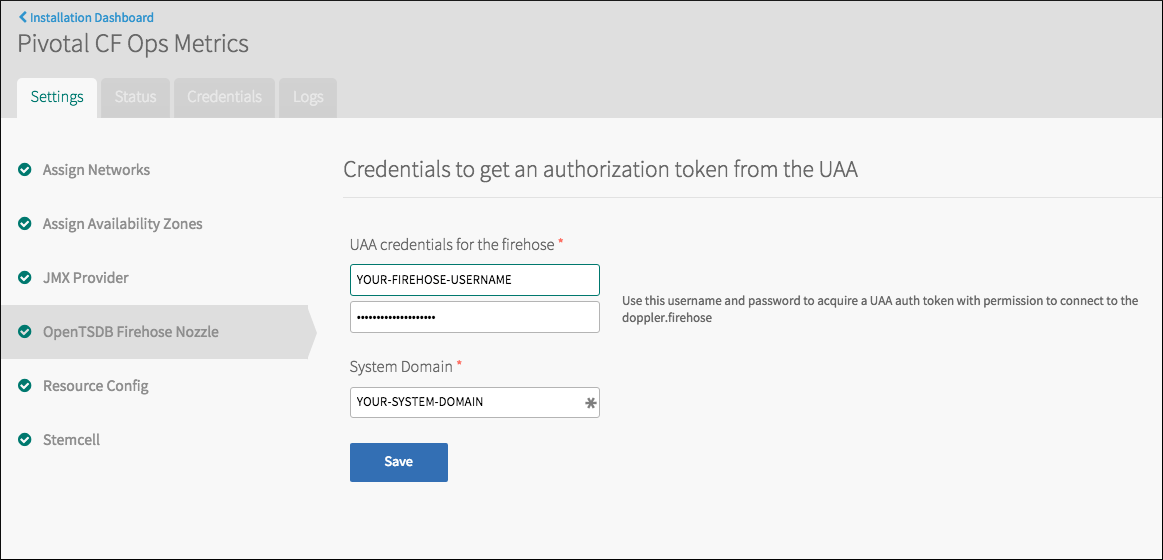 Installation Dashboard
Pivotal CF Ops Metrics
Settings Status Credentials Logs
Assign Networks
Assign Availability Zones
JMX Provider
OpenTSDB Firehose Nozzle
Resource Config
Stemcell
Credentials to get an authorization token from the UAA
UAA credentials for the firehose *
YOUR-FIREHOSE-USERNAME
••••••••••••••••••••
Use this username and password to acquire a UAA auth token with permission to connect to the
doppler.firehose
System Domain *
YOUR-SYSTEM-DOMAIN
Save